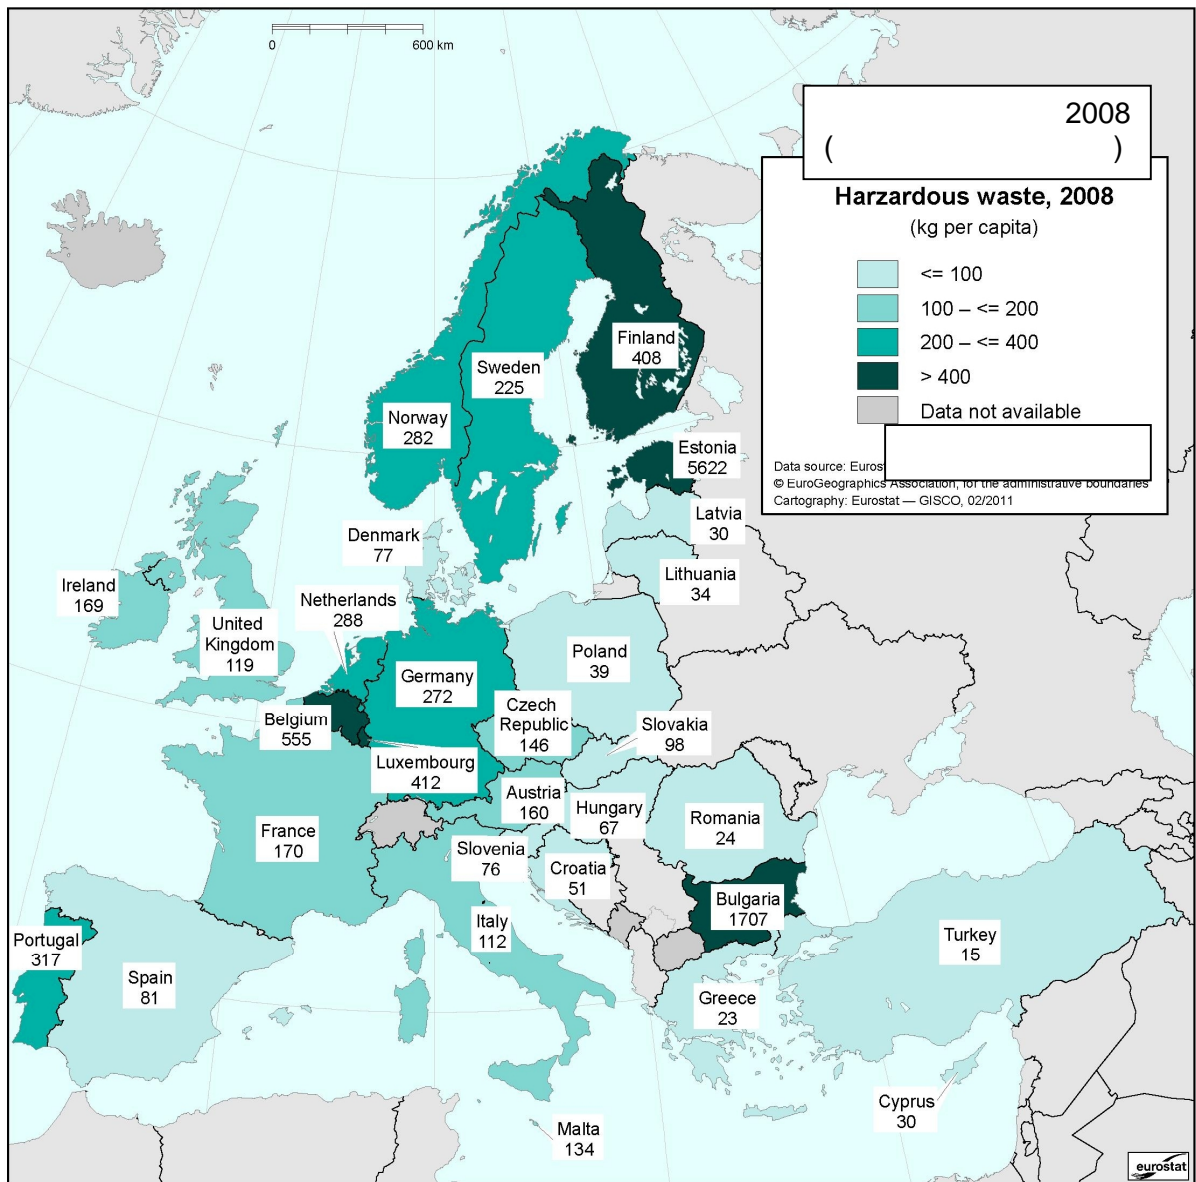 0 600 km
2008
( )
Harzardous waste, 2008
(kg per capita)
<= 100
100 – <= 200
200 – <= 400
> 400
Data not available
Data source: Euros
© EuroGeographics Association, for the administrative boundaries
Cartography: Eurostat — GISCO, 02/2011
Finland
408
Sweden
225
Norway
282
Estonia
5622
Latvia
30
Denmark
77
Lithuania
34
Ireland
169
Netherlands
288
United
Kingdom
119
Poland
39
Germany
272
Czech
Republic
146
Belgium
555
Slovakia
98
Luxembourg
412
Austria
160
Hungary
67
Romania
24
France
170
Slovenia
76
Croatia
51
Bulgaria
1707
Italy
112
Portugal
317
Turkey
15
Spain
81
Greece
23
Cyprus
30
Malta
134
eurostat